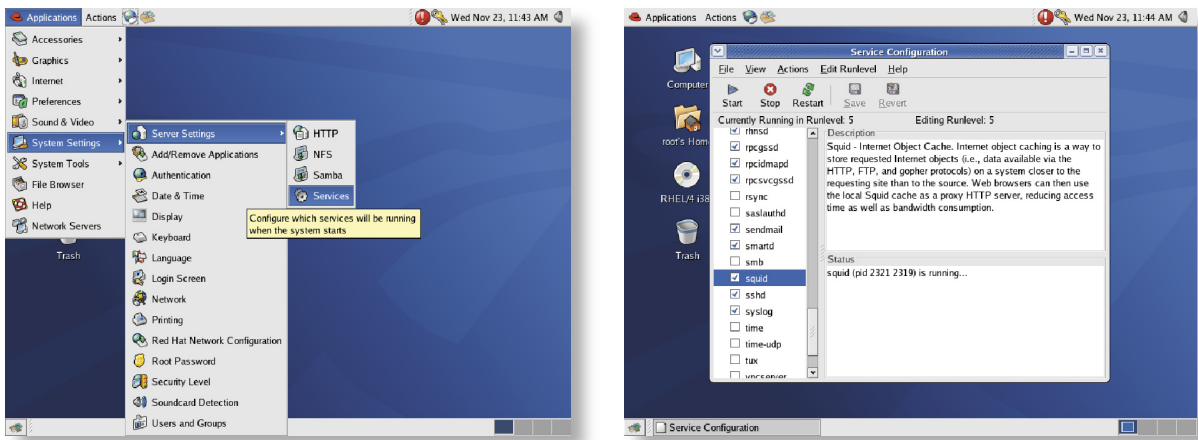 Applications Actions Wed Nov 23, 11:43 AM
Accessories
Graphics
Internet
Preferences
Sound & Video
System Settings
System Tools
File Browser
Help
Network Servers
Trash
Server Settings
Add/Remove Applications
Authentication
Date & Time
Display
Keyboard
Language
Login Screen
Network
Printing
Red Hat Network Configuration
Root Password
Security Level
Soundcard Detection
Users and Groups
HTTP
NFS
Samba
Services
Configure which services will be running
when the system starts
Applications Actions Wed Nov 23, 11:44 AM
Computer
root's Hom
RHEL/4 i38
Trash
Service Configuration
File View Actions Edit Runlevel Help
Start Stop Restart Save Revert
Currently Running in Runlevel: 5 Editing Runlevel: 5
rhnsd
rpcgssd
rpcidmapd
rpcsvcgssd
rsync
saslauthd
sendmail
smartd
smb
squid
sshd
syslog
time
time-udp
tux
vncserver
Description
Squid - Internet Object Cache. Internet object caching is a way to
store requested Internet objects (i.e., data available via the
HTTP, FTP, and gopher protocols) on a system closer to the
requesting site than to the source. Web browsers can then use
the local Squid cache as a proxy HTTP server, reducing access
time as well as bandwidth consumption.
Status
squid (pid 2321 2319) is running...
Service Configuration